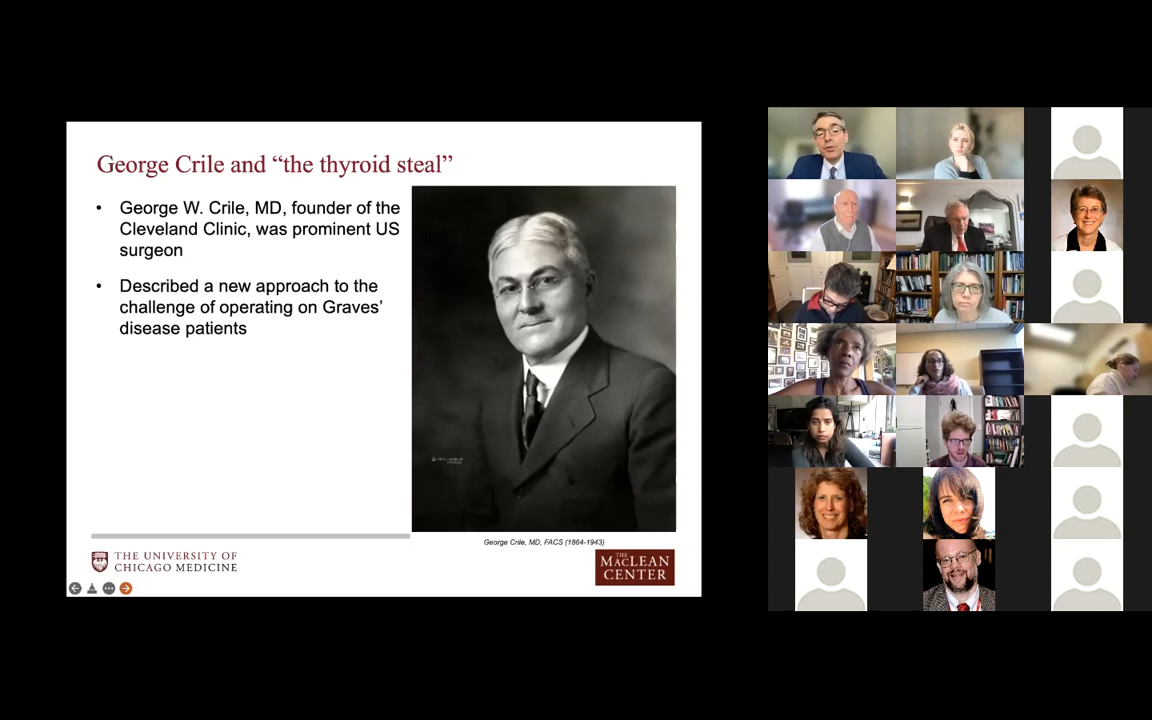 George Crile and “the thyroid steal”
• George W. Crile, MD, founder of the
Cleveland Clinic, was prominent US
surgeon
• Described a new approach to the
challenge of operating on Graves’
disease patients
George Crile, MD, FACS (1864-1943)
THE UNIVERSITY OF
CHICAGO MEDICINE
THE
MACLEAN
CENTER